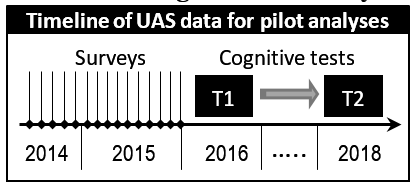 Timeline of UAS data for pilot analyses
Surveys Cognitive tests
T1 T2
2014 2015 2016 ..... 2018